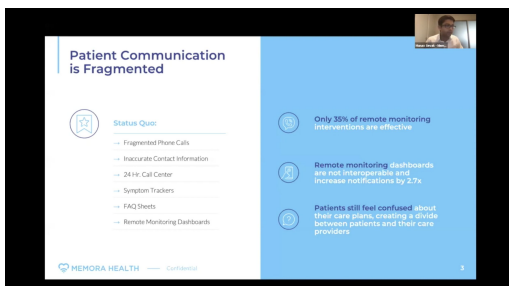 Patient Communication
is Fragmented
Status Quo:
→ Fragmented Phone Calls
→ Inaccurate Contact Information
→ 24 Hr. Call Center
→ Symptom Trackers
→ FAQ Sheets
→ Remote Monitoring Dashboards
Only 35% of remote monitoring
interventions are effective
Remote monitoring dashboards
are not interoperable and
increase notifications by 2.7x
Patients still feel confused about
their care plans, creating a divide
between patients and their care
providers
MEMORA HEALTH — Confidential
3